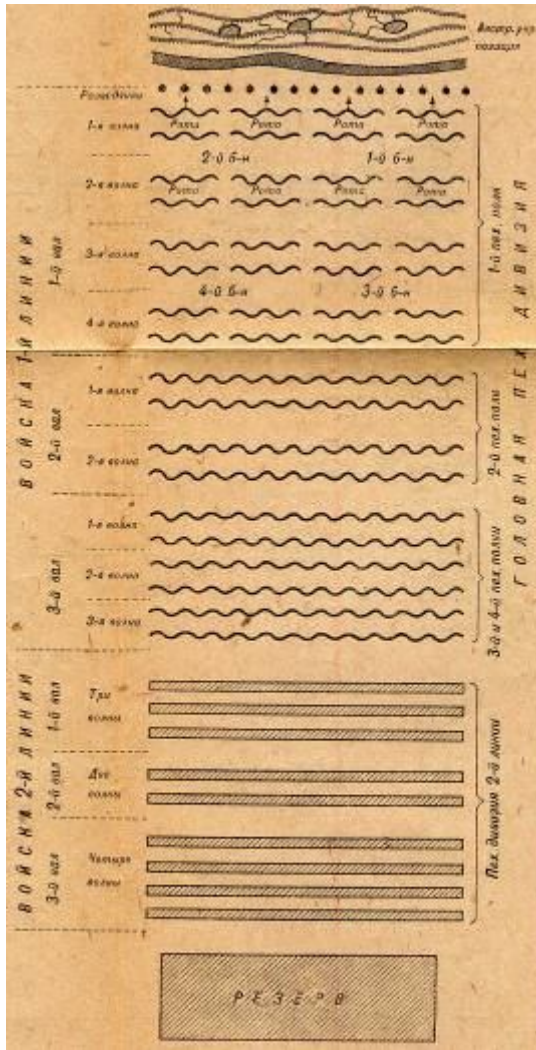 Австр. укр.
позиция
Разведчики
1-я волна
Рота Рота Рота Рота
2-й б-н 1-й б-н
2-я волна
Рота Рота Рота Рота
3-я волна
4-й б-н 3-й б-н
4-я волна
1-й вал
1-й пех. полк
1-я волна
2-я волна
2-й вал
2-й пех. полк
1-я волна
2-я волна
3-я волна
3-й вал
3-й и 4-й пех. полки
ВОЙСКА 1-й ЛИНИИ
ГОЛОВНАЯ ПЕХ ДИВИЗИЯ
Три
волны
1-й вал
Две
волны
2-й вал
Четыре
волны
3-й вал
ВОЙСКА 2-й ЛИНИИ
Пех. дивизия 2-й линии
РЕЗЕРВ